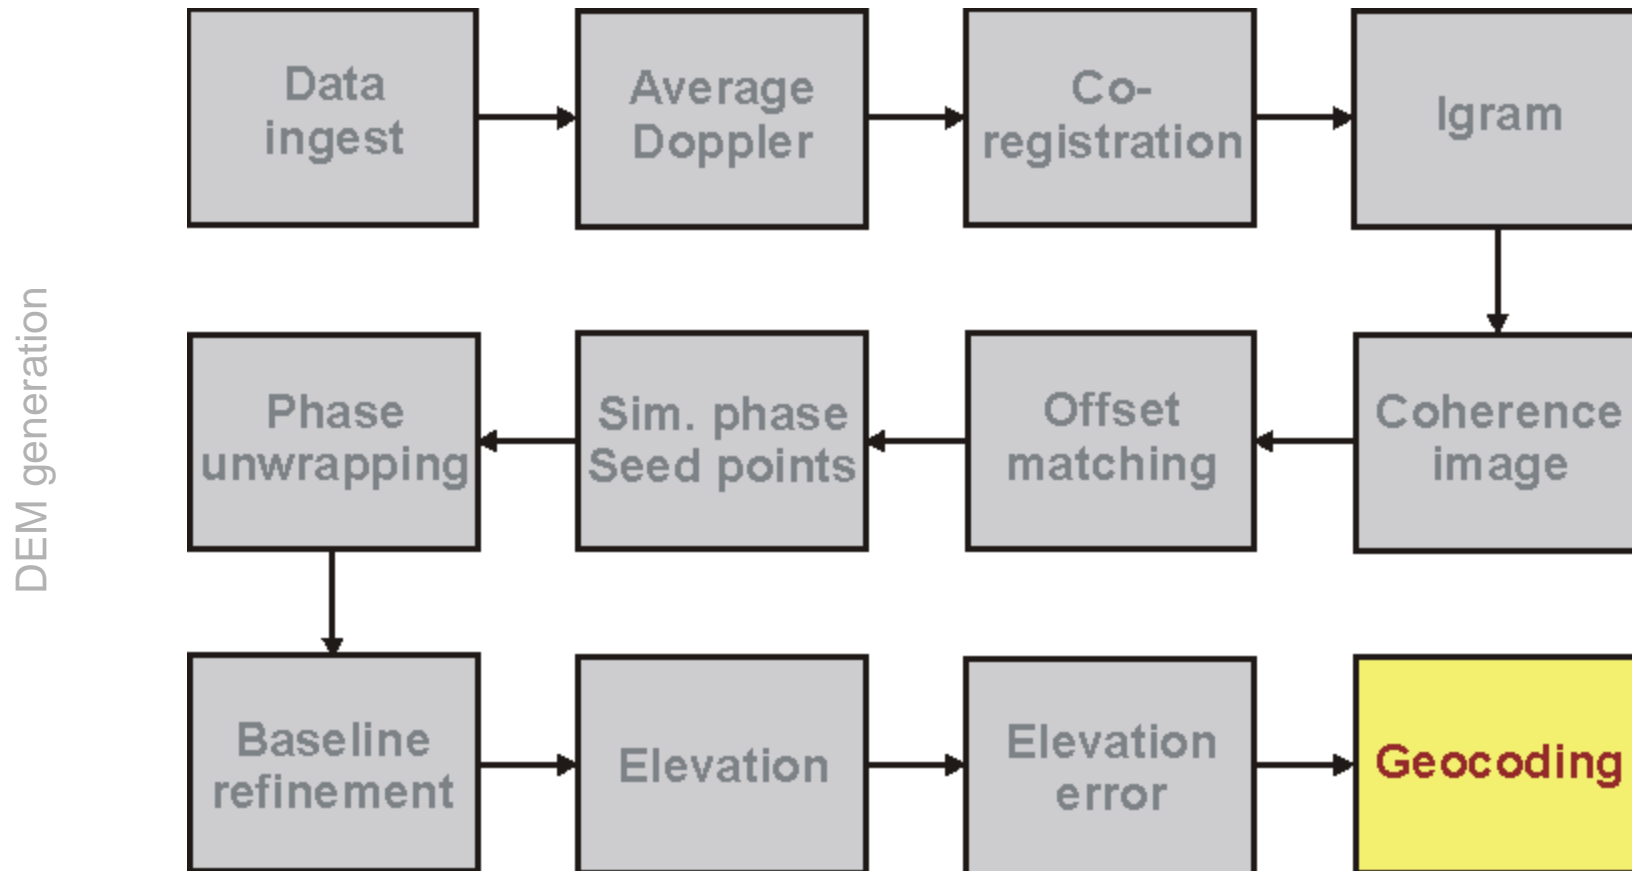 DEM generation
Data
ingest
Average
Doppler
Co-
registration
Igram
Coherence
image
Offset
matching
Sim. phase
Seed points
Phase
unwrapping
Baseline
refinement
Elevation
Elevation
error
Geocoding